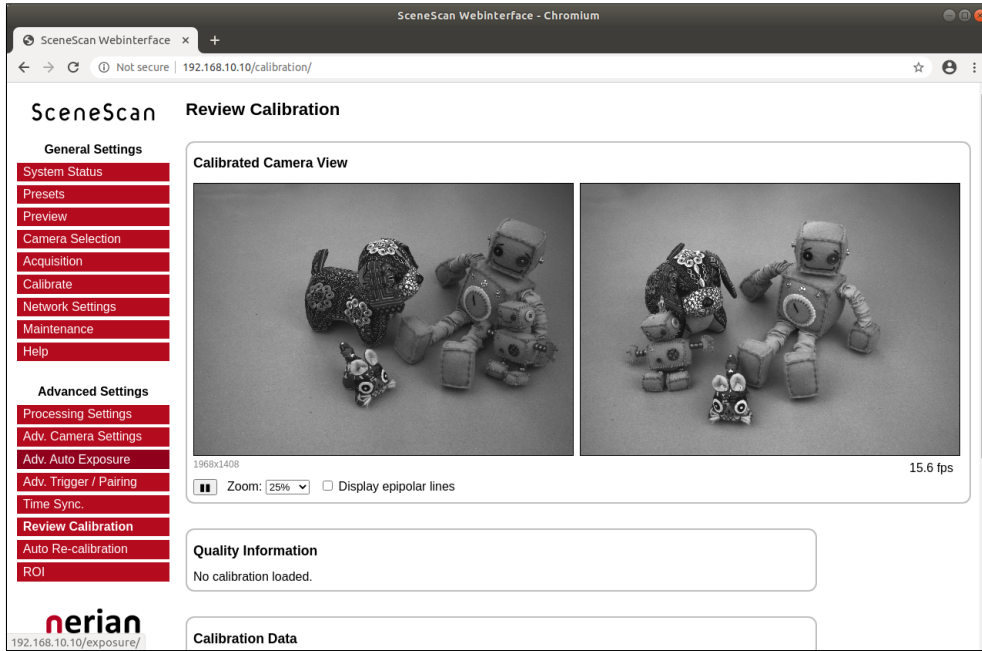 SceneScan Webinterface - Chromium
SceneScan Webinterface × +
Not secure | 192.168.10.10/calibration/
SceneScan
General Settings
System Status
Presets
Preview
Camera Selection
Acquisition
Calibrate
Network Settings
Maintenance
Help
Advanced Settings
Processing Settings
Adv. Camera Settings
Adv. Auto Exposure
Adv. Trigger / Pairing
Time Sync.
Review Calibration
Auto Re-calibration
ROI
nerian
192.168.10.10/exposure/
Review Calibration
Calibrated Camera View
1968x1408
15.6 fps
Zoom: 25% Display epipolar lines
Quality Information
No calibration loaded.
Calibration Data